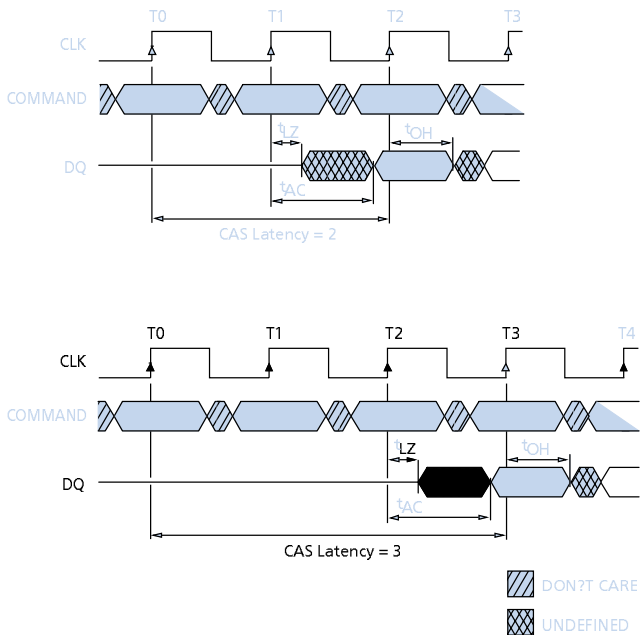 T0 T1 T2 T3
CLK
COMMAND
tLZ tOH
DQ
tAC
CAS Latency = 2
T0 T1 T2 T3 T4
CLK
COMMAND
tLZ tOH
DQ
tAC
CAS Latency = 3
DON?T CARE
UNDEFINED